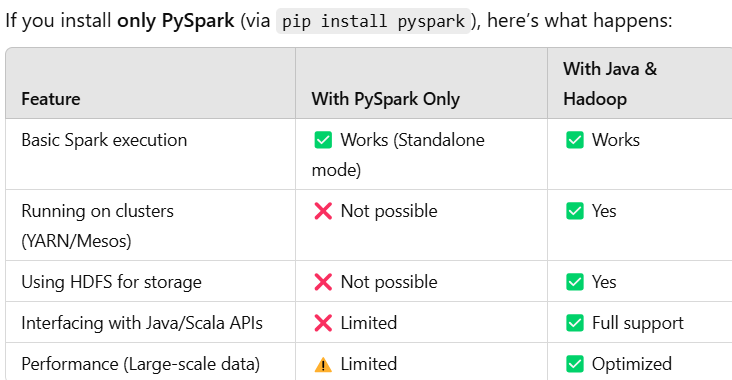 If you install only PySpark (via pip install pyspark), here’s what happens:
Feature With PySpark Only With Java & Hadoop
Basic Spark execution ✅ Works (Standalone mode) ✅ Works
Running on clusters (YARN/Mesos) ❌ Not possible ✅ Yes
Using HDFS for storage ❌ Not possible ✅ Yes
Interfacing with Java/Scala APIs ❌ Limited ✅ Full support
Performance (Large-scale data) ⚠️ Limited ✅ Optimized